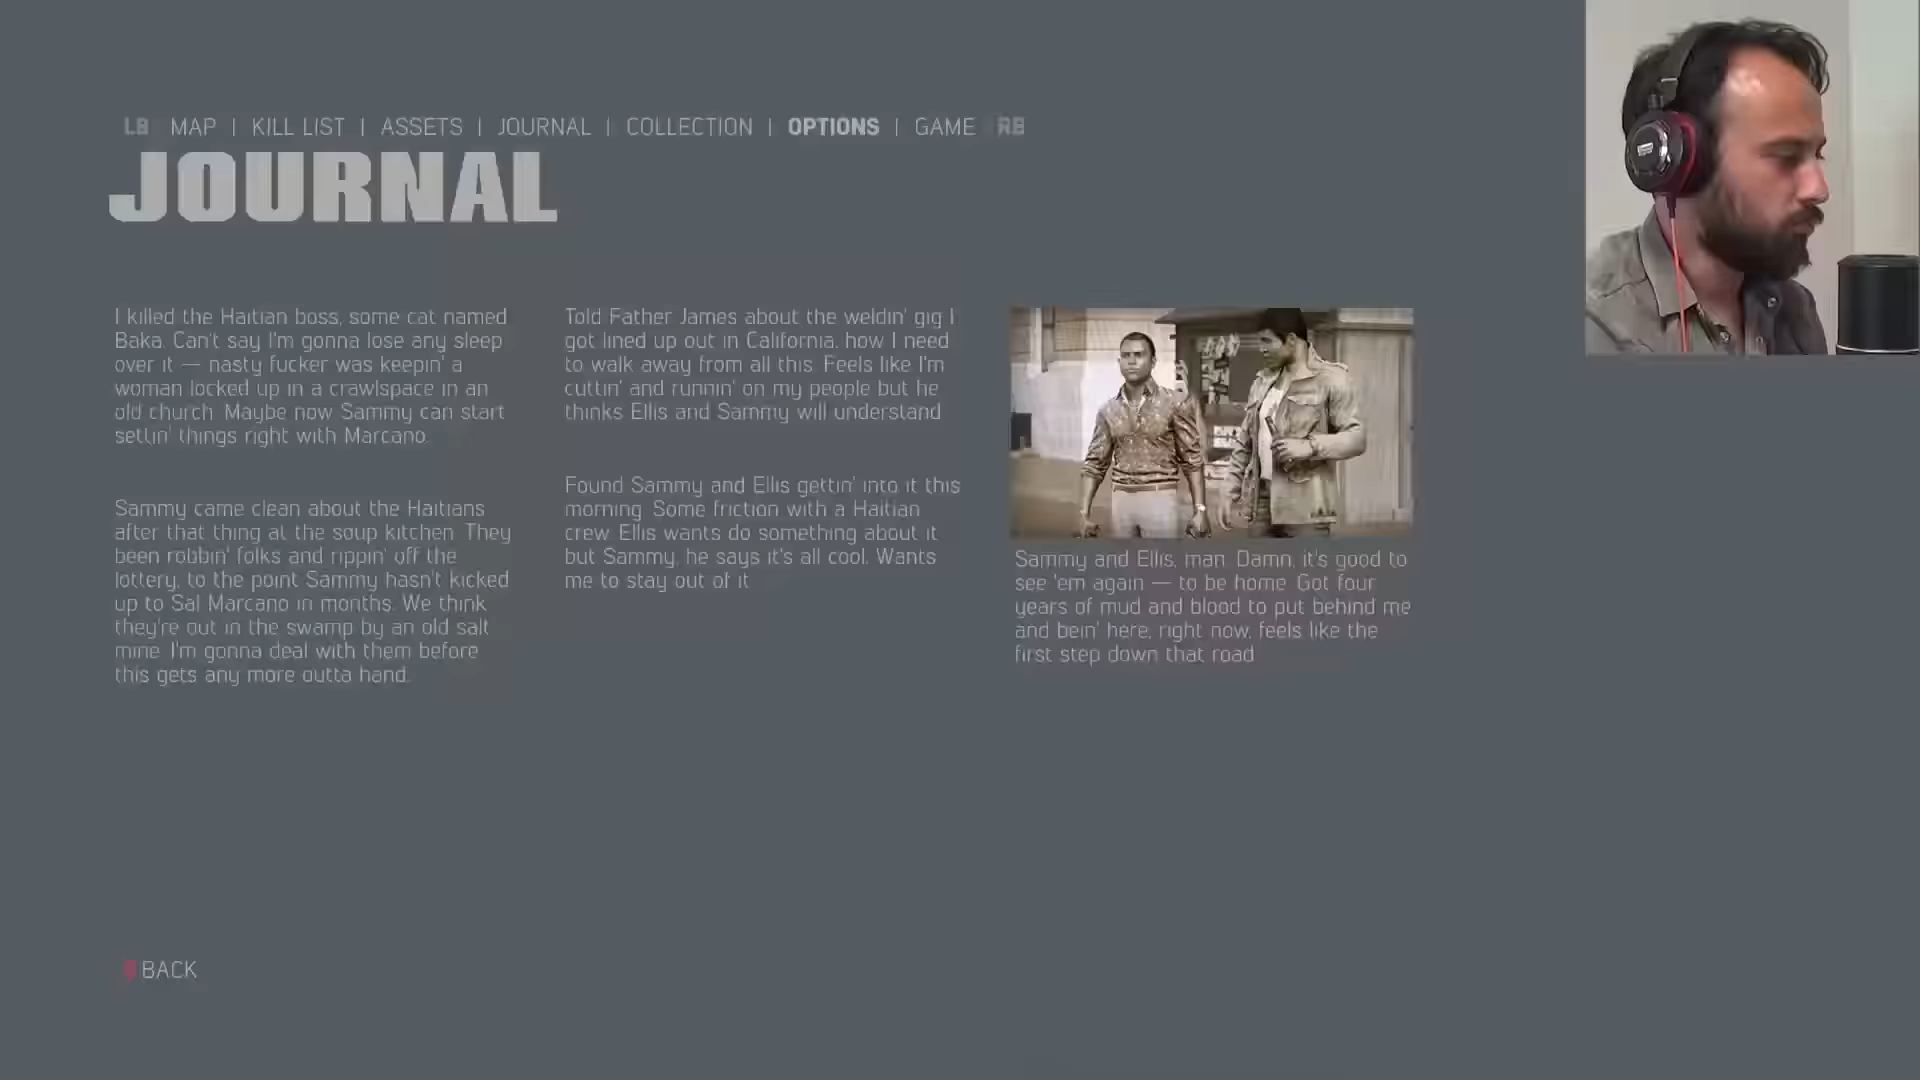 LB MAP | KILL LIST | ASSETS | JOURNAL | COLLECTION | OPTIONS | GAME RB
JOURNAL
I killed the Haitian boss, some cat named
Baka. Can't say I'm gonna lose any sleep
over it — nasty fucker was keepin' a
woman locked up in a crawlspace in an
old church. Maybe now Sammy can start
settin' things right with Marcano.
Sammy came clean about the Haitians
after that thing at the soup kitchen. They
been robbin' folks and rippin' off the
lottery, to the point Sammy hasn't kicked
up to Sal Marcano in months. We think
they're out in the swamp by an old salt
mine. I'm gonna deal with them before
this gets any more outta hand.
Told Father James about the weldin' gig I
got lined up out in California, how I need
to walk away from all this. Feels like I'm
cuttin' and runnin' on my people but he
thinks Ellis and Sammy will understand.
Found Sammy and Ellis gettin' into it this
morning. Some friction with a Haitian
crew. Ellis wants do something about it
but Sammy, he says it's all cool. Wants
me to stay out of it.
Sammy and Ellis, man. Damn, it's good to
see 'em again — to be home. Got four
years of mud and blood to put behind me
and bein' here, right now, feels like the
first step down that road.
BACK